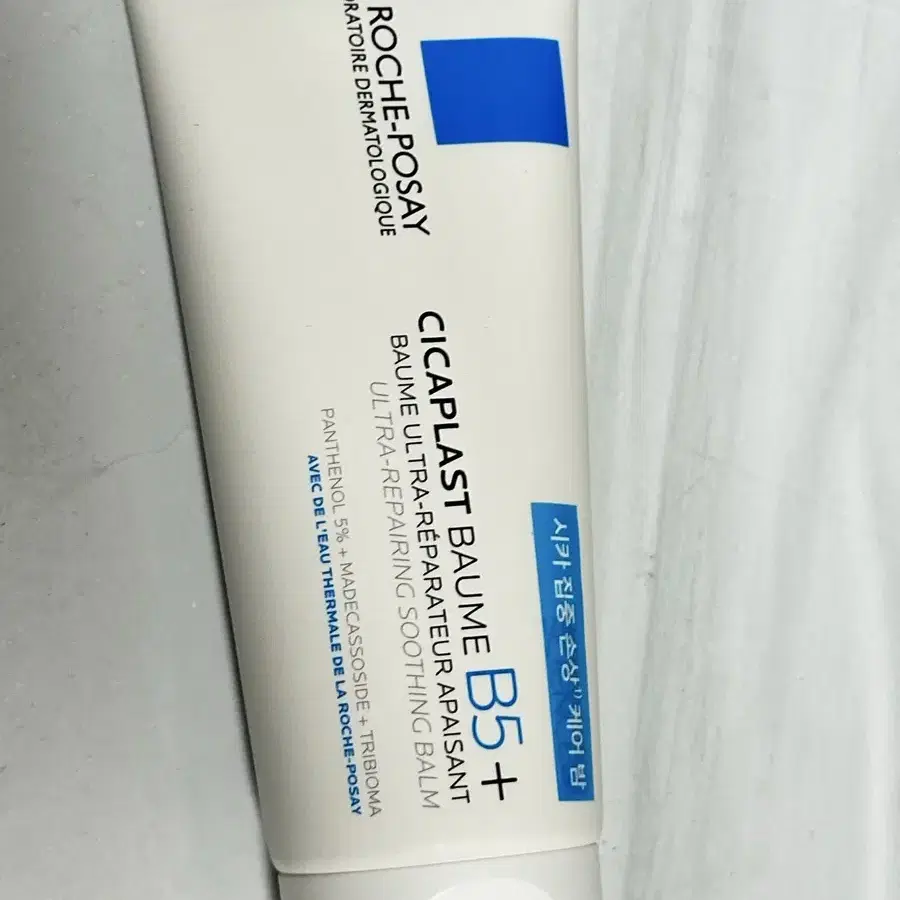 ROCHE-POSAY
RATOIRE DERMATOLOGIQUE
시카 집중 손상¹⁾ 케어 밤
CICAPLAST BAUME B5+
BAUME ULTRA-RÉPARATEUR APAISANT
ULTRA-REPAIRING SOOTHING BALM
PANTHENOL 5% + MADECASSOSIDE + TRIBIOMA
AVEC DE L'EAU THERMALE DE LA ROCHE-POSAY